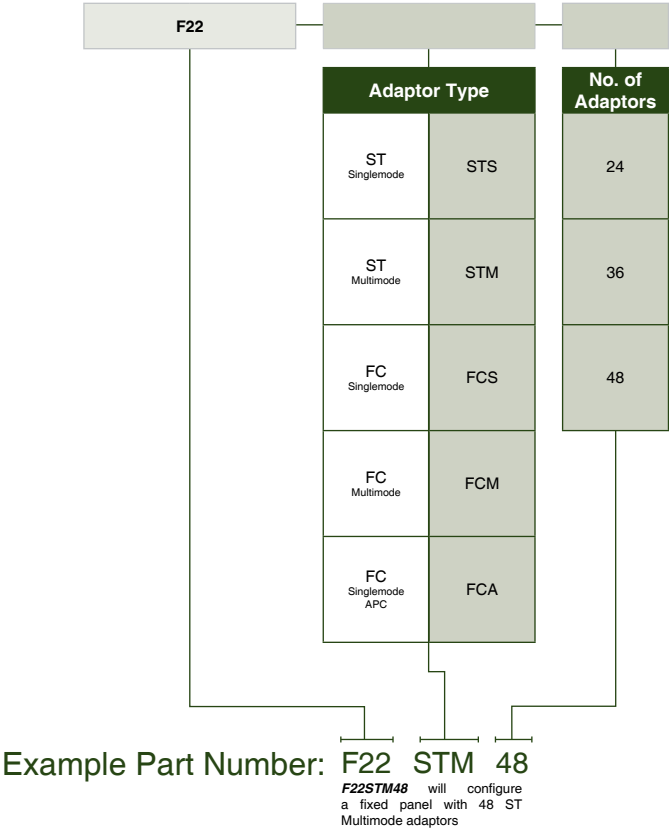 F22
Adaptor Type
No. of
Adaptors
ST
Singlemode
STS
24
ST
Multimode
STM
36
FC
Singlemode
FCS
48
FC
Multimode
FCM
FC
Singlemode
APC
FCA
Example Part Number: F22 STM 48
F22STM48 will configure
a fixed panel with 48 ST
Multimode adaptors